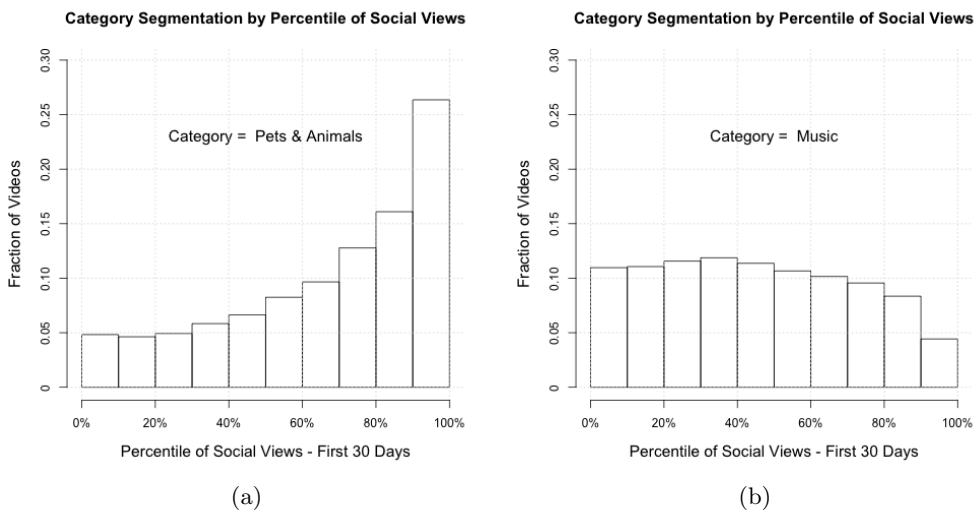 Category Segmentation by Percentile of Social Views
0.30
0.25
0.20
0.15
0.10
0.05
0
Fraction of Videos
Category = Pets & Animals
0% 20% 40% 60% 80% 100%
Percentile of Social Views - First 30 Days
(a)
Category Segmentation by Percentile of Social Views
0.30
0.25
0.20
0.15
0.10
0.05
0
Fraction of Videos
Category = Music
0% 20% 40% 60% 80% 100%
Percentile of Social Views - First 30 Days
(b)